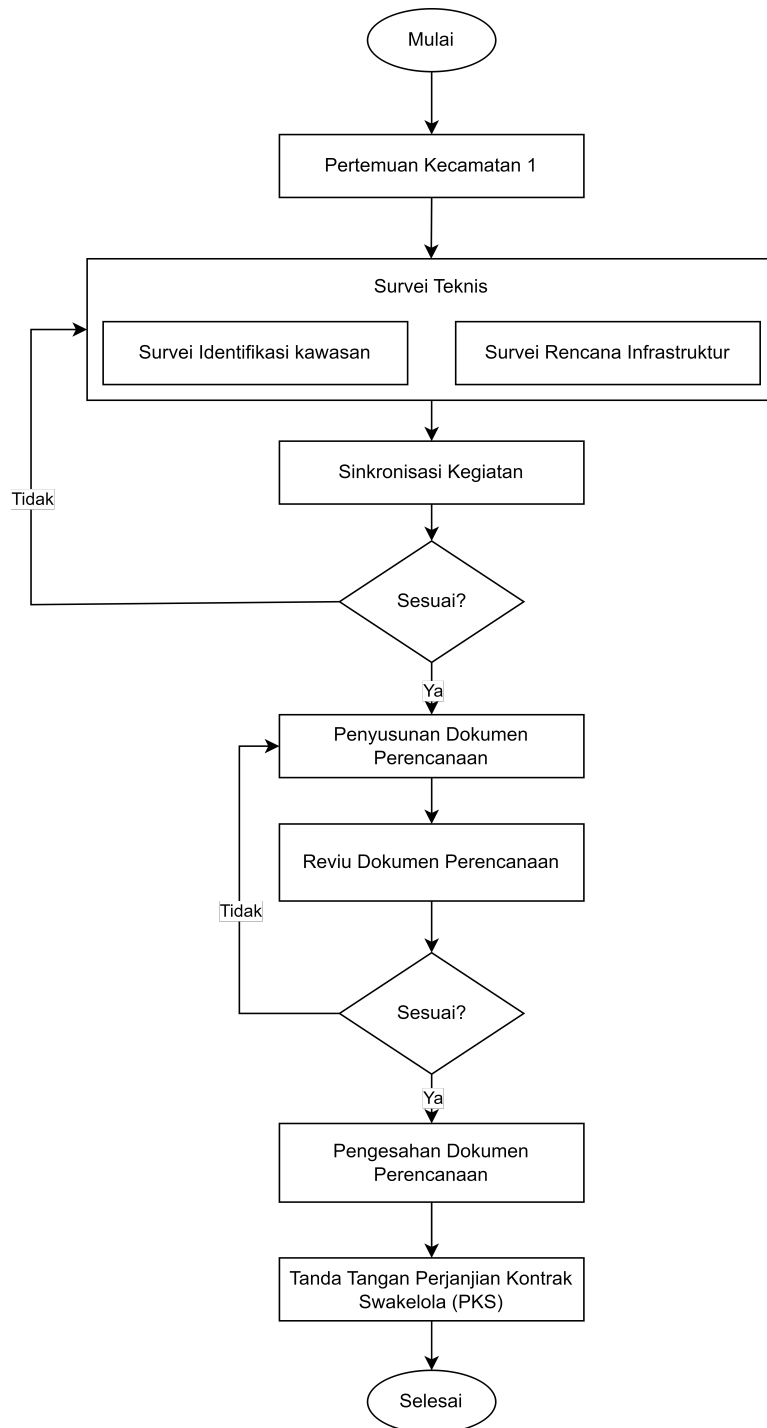 Mulai
Pertemuan Kecamatan 1
Survei Teknis
Survei Identifikasi kawasan
Survei Rencana Infrastruktur
Sinkronisasi Kegiatan
Tidak
Sesuai?
Ya
Penyusunan Dokumen
Perencanaan
Reviu Dokumen Perencanaan
Tidak
Sesuai?
Ya
Pengesahan Dokumen
Perencanaan
Tanda Tangan Perjanjian Kontrak
Swakelola (PKS)
Selesai